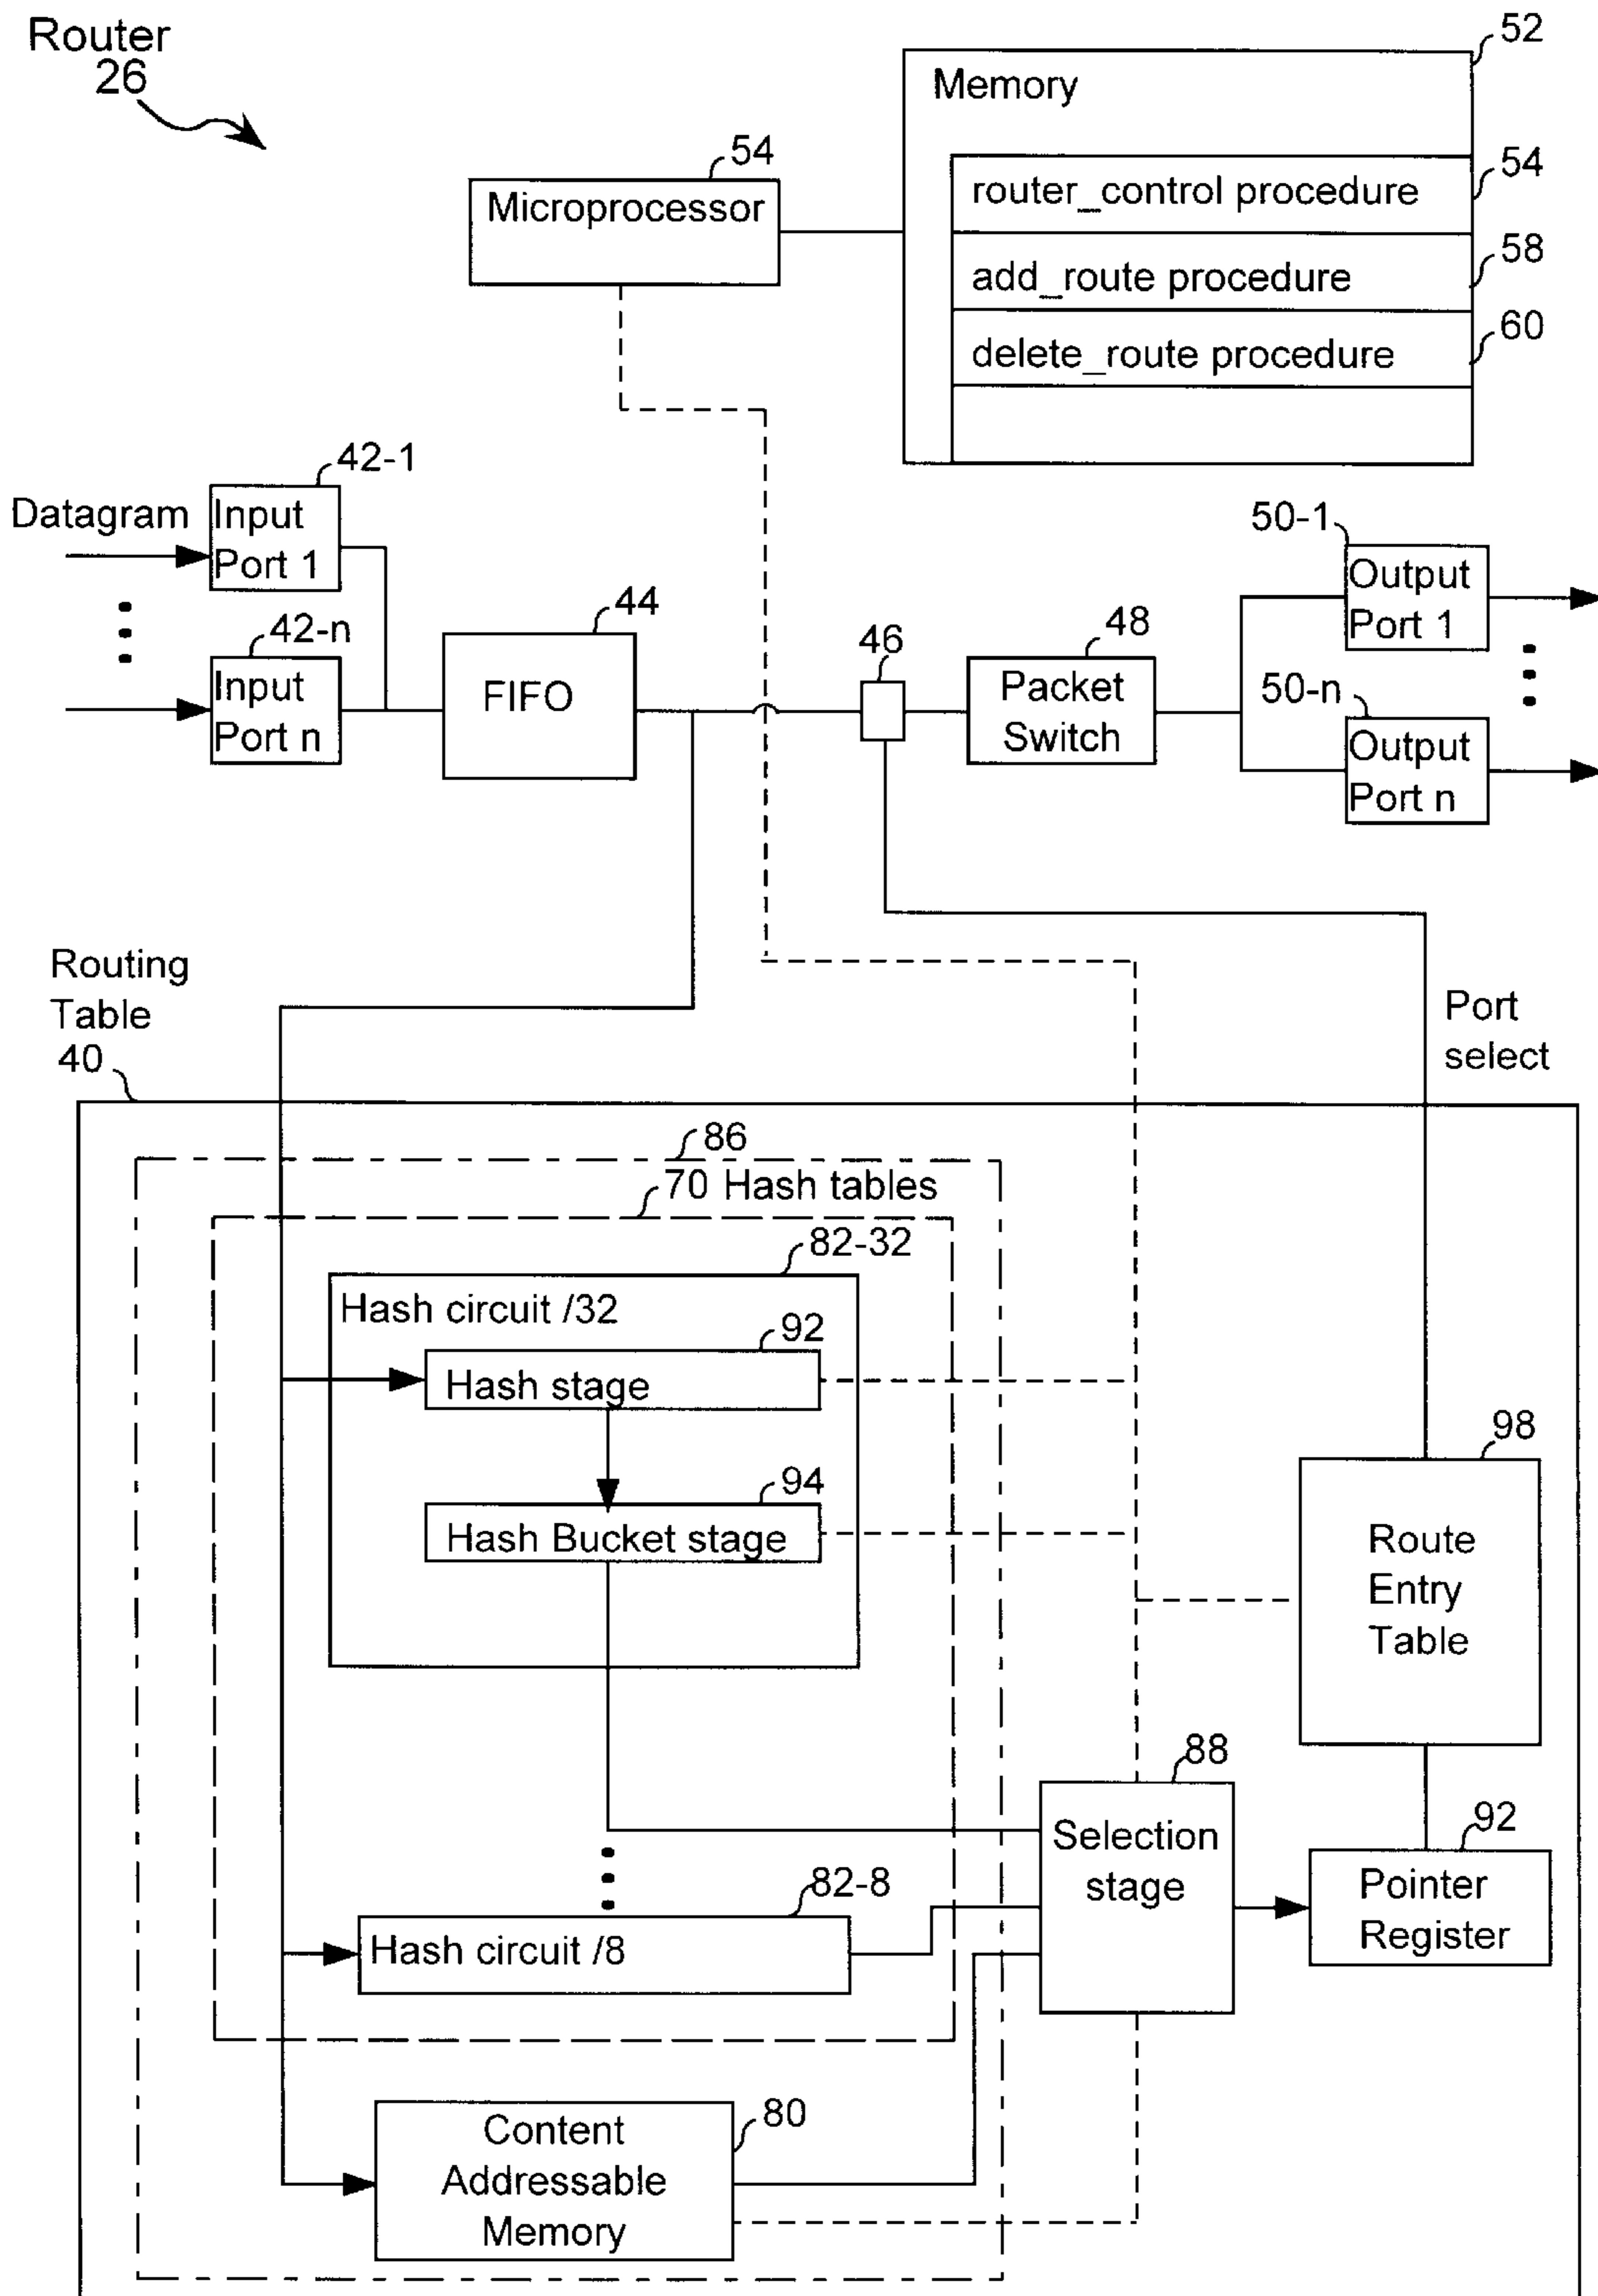 Router
26
52
Memory
54
Microprocessor
54
router_control procedure
58
add_route procedure
60
delete_route procedure
42-1
Datagram
Input
Port 1
42-n
Input
Port n
44
FIFO
46
48
Packet
Switch
50-1
Output
Port 1
50-n
Output
Port n
Routing
Table
40
Port
select
86
70 Hash tables
82-32
Hash circuit /32
92
Hash stage
94
Hash Bucket stage
98
Route
Entry
Table
88
Selection
stage
92
Pointer
Register
82-8
Hash circuit /8
80
Content
Addressable
Memory